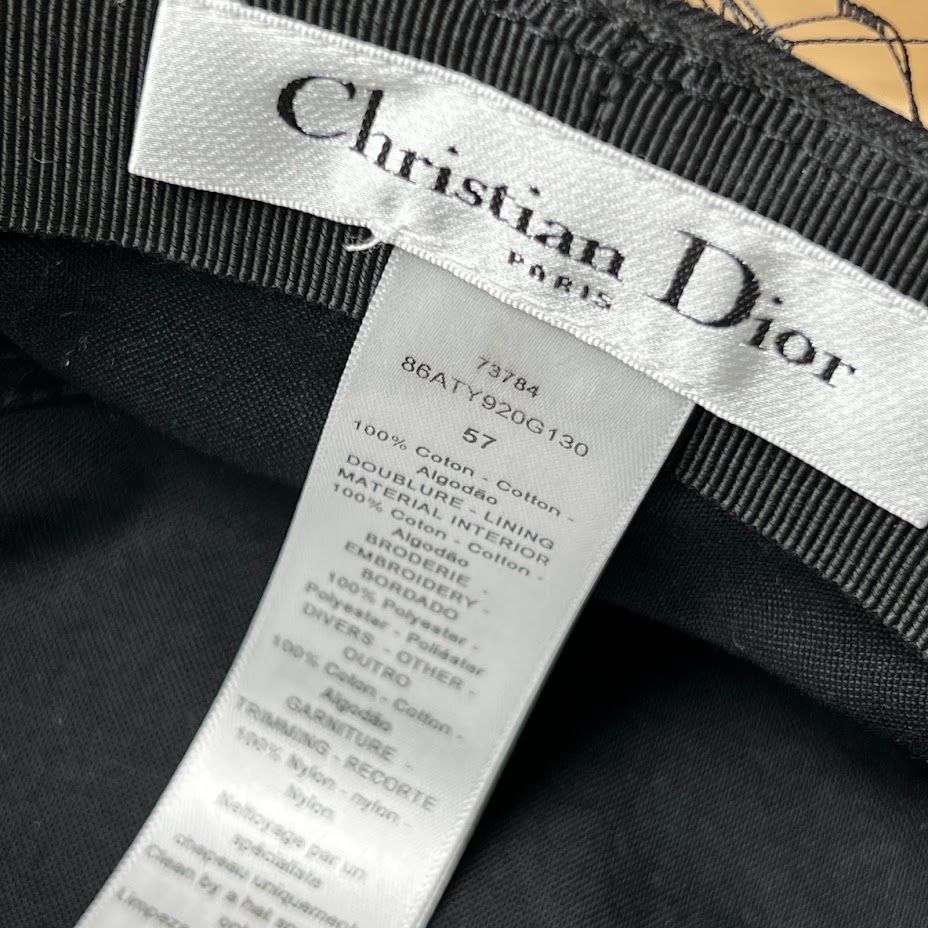 Christian Dior
PARIS
73784
86ATY920G130
57
100% Coton - Cotton -
Algodão
DOUBLURE - LINING
MATERIAL INTERIOR
100% Coton - Cotton -
Algodão
BRODERIE -
EMBROIDERY -
BORDADO
100% Polyester -
Polyester - Poliéster
DIVERS - OTHER -
OUTRO
100% Coton - Cotton -
Algodão
GARNITURE -
TRIMMING - RECORTE
100% Nylon - nylon -
Nylon
Nettoyage par un
spécialiste
chapeau uniquement
Clean by a hat
Limpeza